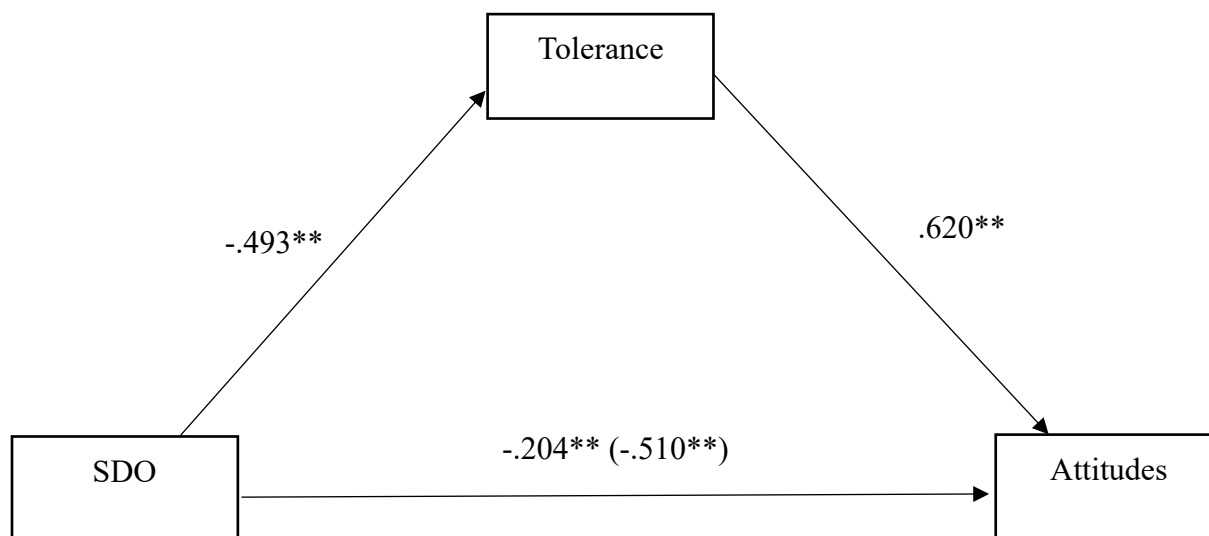 Tolerance
-.493**
.620**
-.204** (-.510**)
SDO
Attitudes